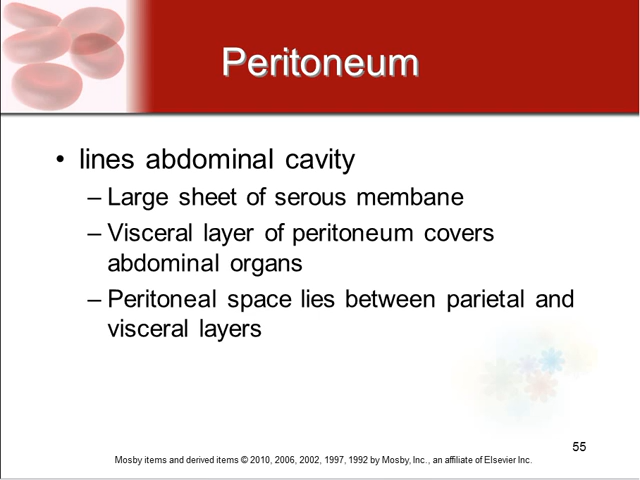 Peritoneum
• lines abdominal cavity
– Large sheet of serous membane
– Visceral layer of peritoneum covers
abdominal organs
– Peritoneal space lies between parietal and
visceral layers
55
Mosby items and derived items © 2010, 2006, 2002, 1997, 1992 by Mosby, Inc., an affiliate of Elsevier Inc.